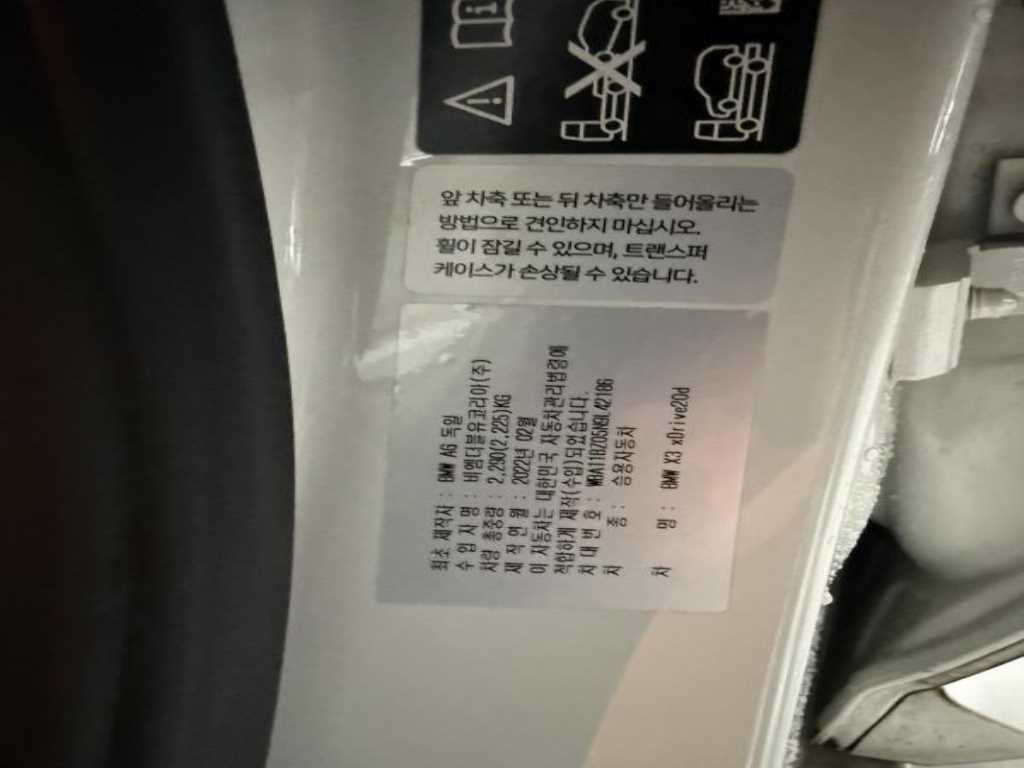 앞 차축 또는 뒤 차축만 들어올리는
방법으로 견인하지 마십시오.
휠이 잠길 수 있으며, 트랜스퍼
케이스가 손상될 수 있습니다.
최초 제작자 : BMW AG 독일
수 입 자 명 : 비엠더블유코리아(주)
차량 총중량 : 2,290(2,225)KG
제 작 연 월 : 2022년 02월
이 자동차는 대한민국 자동차관리법령에
적합하게 제작(수입)되었습니다.
차 대 번 호 :
차 종 : 승용자동차
차 명 : BMW X3 xDrive20d